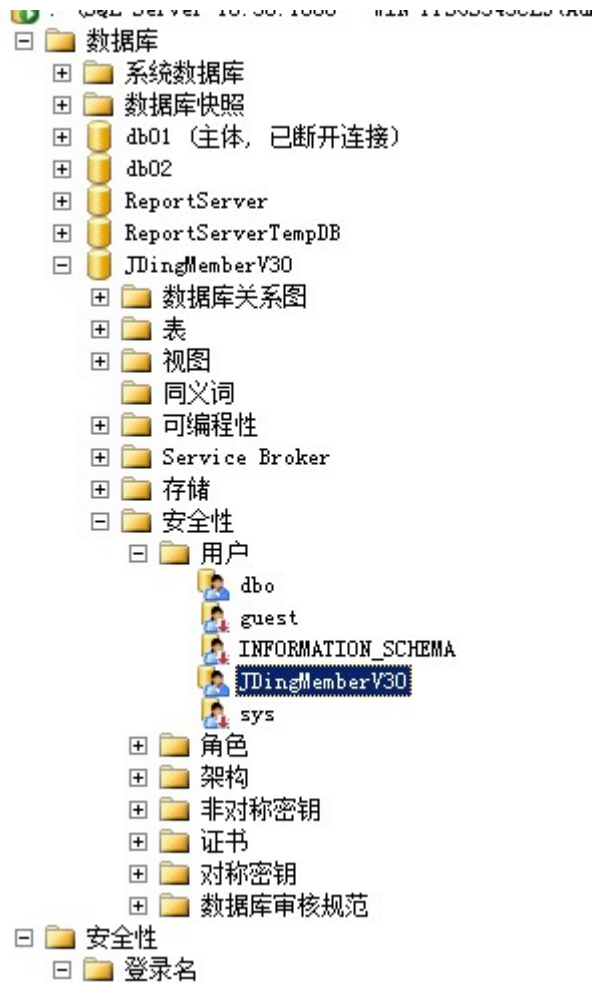 数据库
系统数据库
数据库快照
db01 (主体, 已断开连接)
db02
ReportServer
ReportServerTempDB
JDingMemberV30
数据库关系图
表
视图
同义词
可编程性
Service Broker
存储
安全性
用户
dbo
guest
INFORMATION_SCHEMA
JDingMemberV30
sys
角色
架构
非对称密钥
证书
对称密钥
数据库审核规范
安全性
登录名